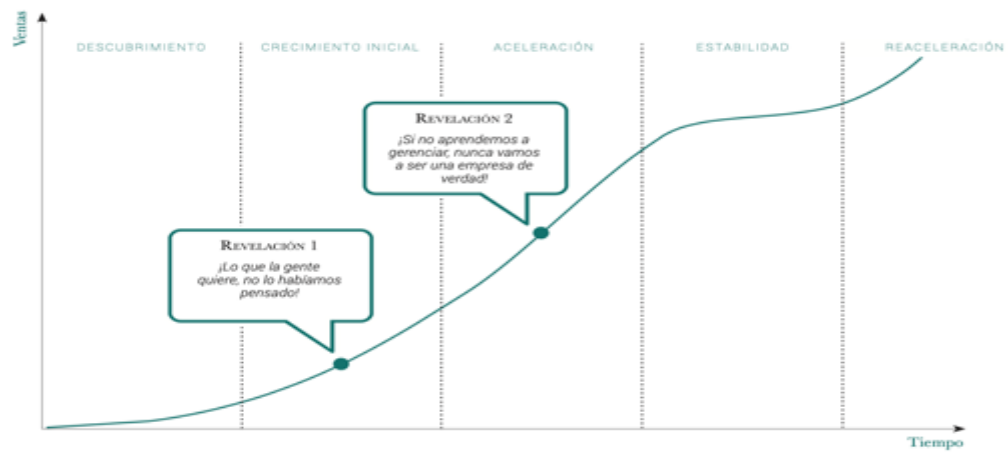 Ventas
DESCUBRIMIENTO
CRECIMIENTO INICIAL
ACELERACIÓN
ESTABILIDAD
REACELERACIÓN
REVELACIÓN 2
¡Si no aprendemos a
gerenciar, nunca vamos
a ser una empresa de
verdad!
REVELACIÓN 1
¡Lo que la gente
quiere, no lo habíamos
pensado!
Tiempo